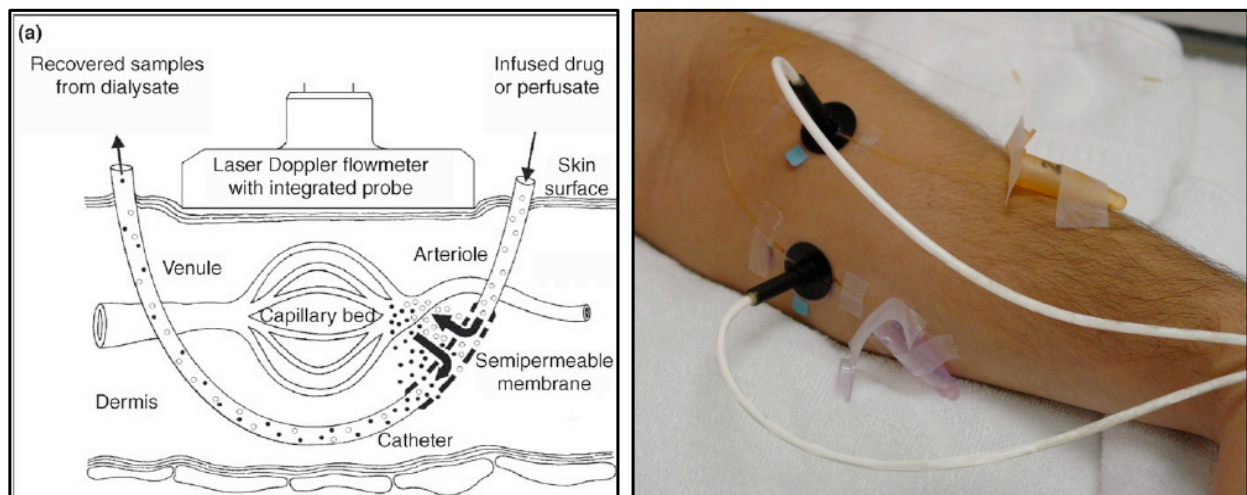 (a)
Recovered samples
from dialysate
Infused drug
or perfusate
Laser Doppler flowmeter
with integrated probe
Skin
surface
Venule
Arteriole
Capillary bed
Semipermeable
membrane
Dermis
Catheter
2